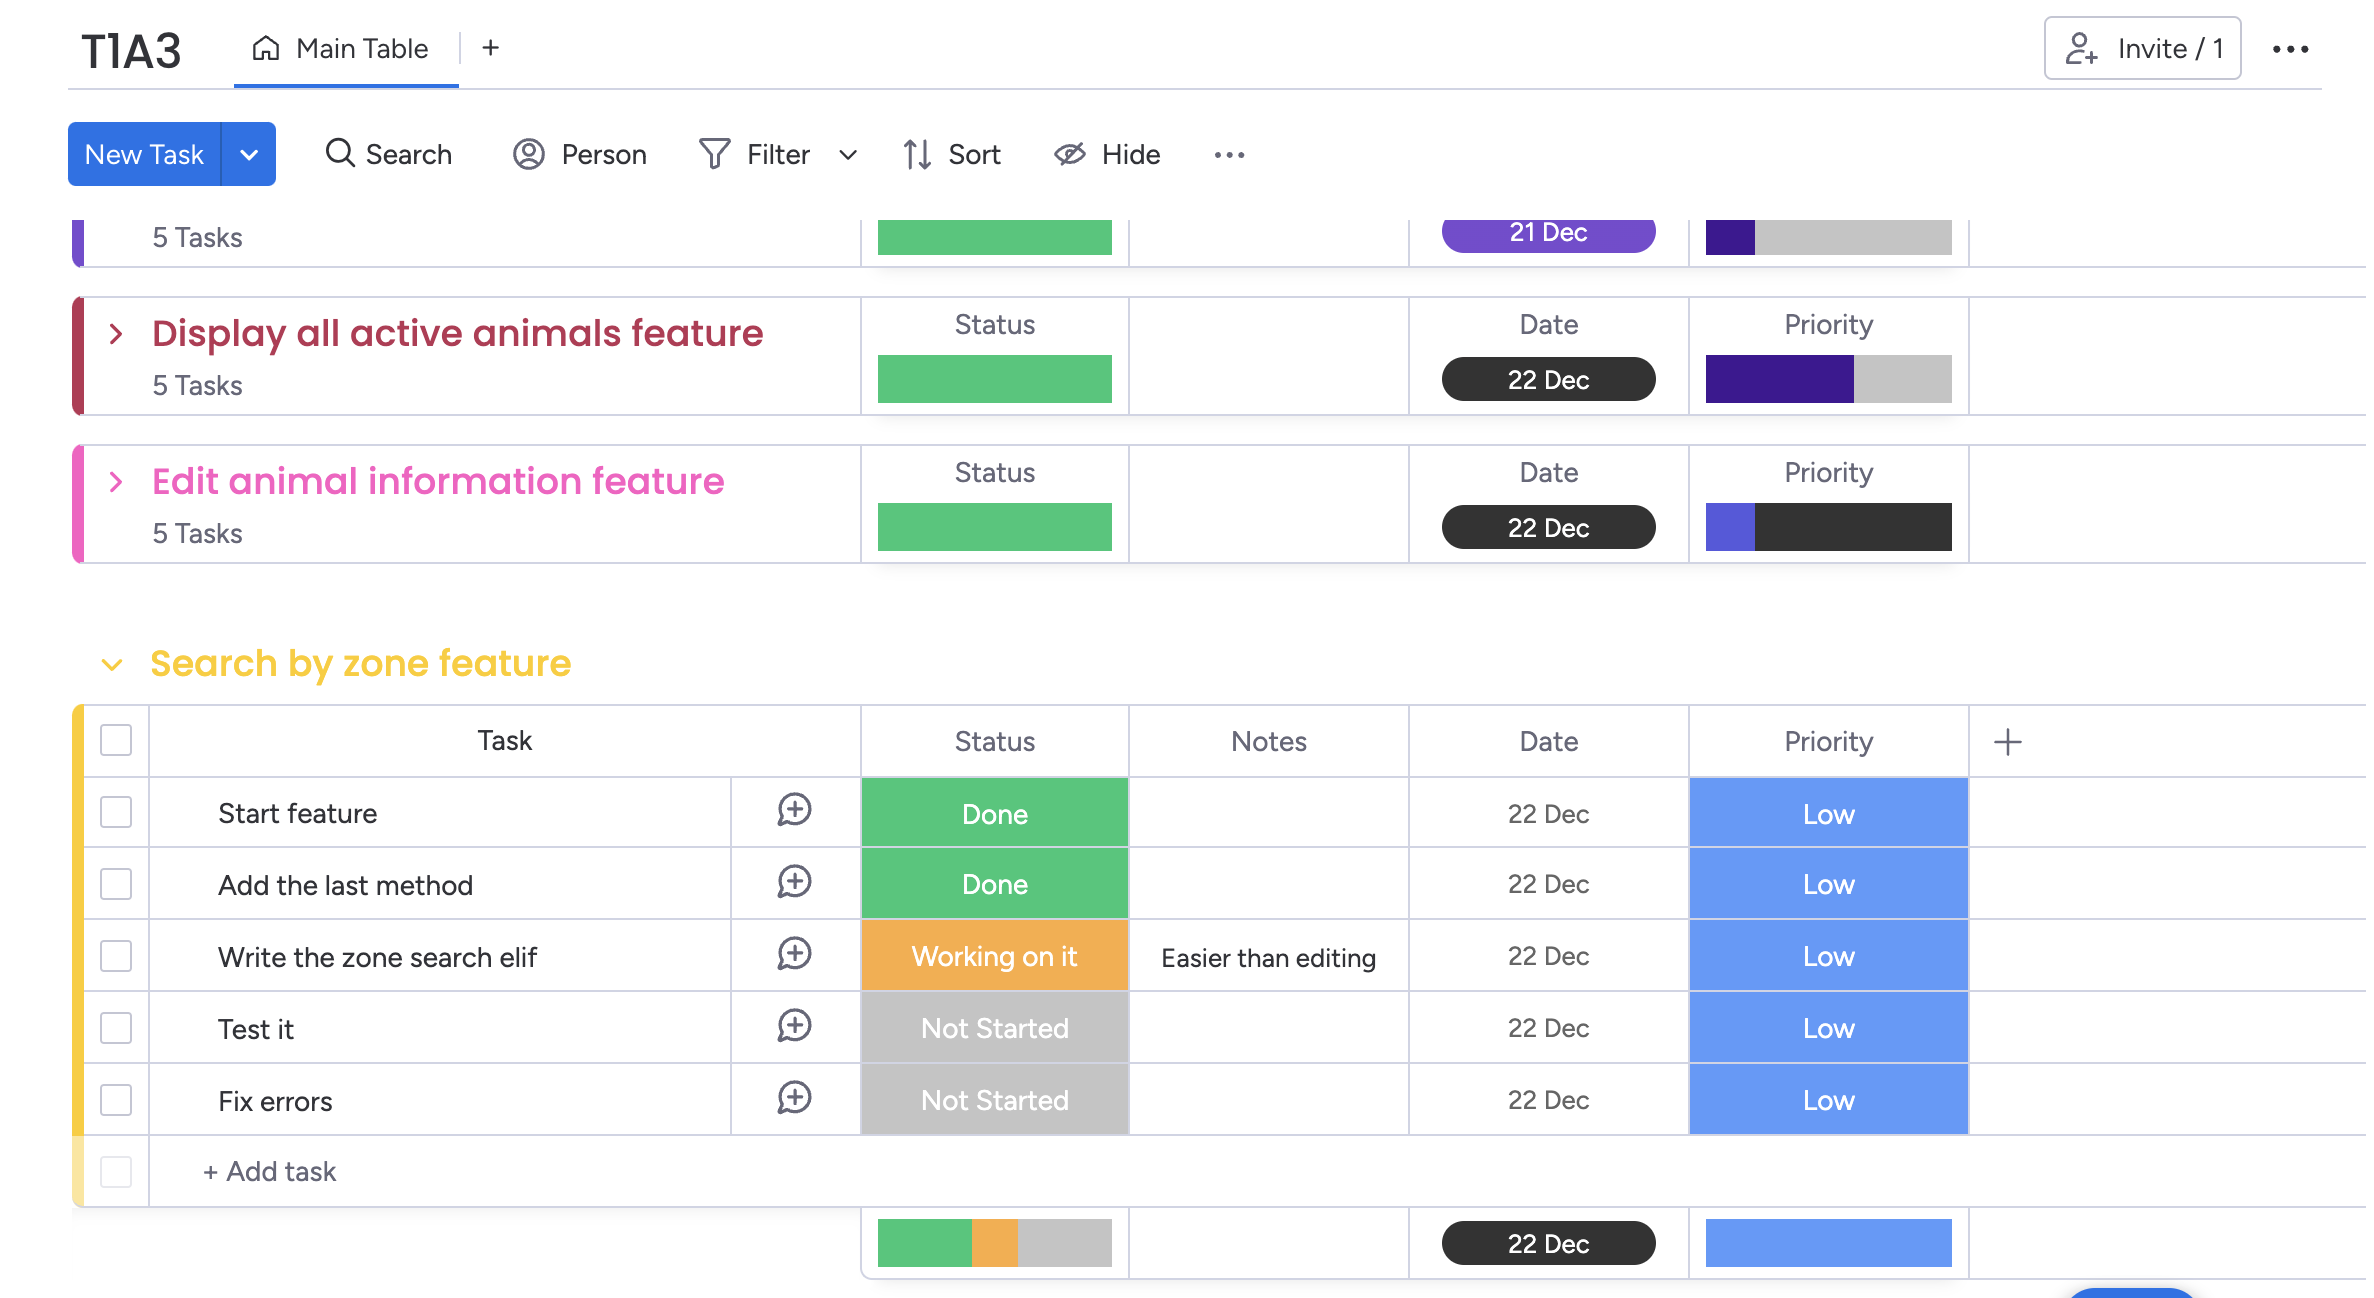 T1A3 Main Table + Invite / 1
New Task Search Person Filter Sort Hide
5 Tasks 21 Dec
Display all active animals feature Status Date Priority
5 Tasks 22 Dec
Edit animal information feature Status Date Priority
5 Tasks 22 Dec
Search by zone feature
Task Status Notes Date Priority +
Start feature Done 22 Dec Low
Add the last method Done 22 Dec Low
Write the zone search elif Working on it Easier than editing 22 Dec Low
Test it Not Started 22 Dec Low
Fix errors Not Started 22 Dec Low
+ Add task
22 Dec